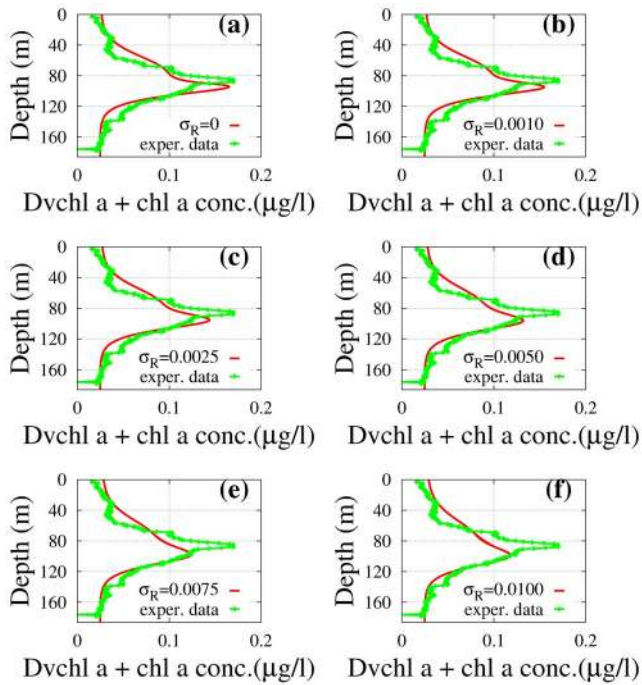 (a)
Depth (m)
0
40
80
120
160
σR=0
exper. data
0
0.1
0.2
Dvchl a + chl a conc.(μg/l)
(b)
Depth (m)
0
40
80
120
160
σR=0.0010
exper. data
0
0.1
0.2
Dvchl a + chl a conc.(μg/l)
(c)
Depth (m)
0
40
80
120
160
σR=0.0025
exper. data
0
0.1
0.2
Dvchl a + chl a conc.(μg/l)
(d)
Depth (m)
0
40
80
120
160
σR=0.0050
exper. data
0
0.1
0.2
Dvchl a + chl a conc.(μg/l)
(e)
Depth (m)
0
40
80
120
160
σR=0.0075
exper. data
0
0.1
0.2
Dvchl a + chl a conc.(μg/l)
(f)
Depth (m)
0
40
80
120
160
σR=0.0100
exper. data
0
0.1
0.2
Dvchl a + chl a conc.(μg/l)